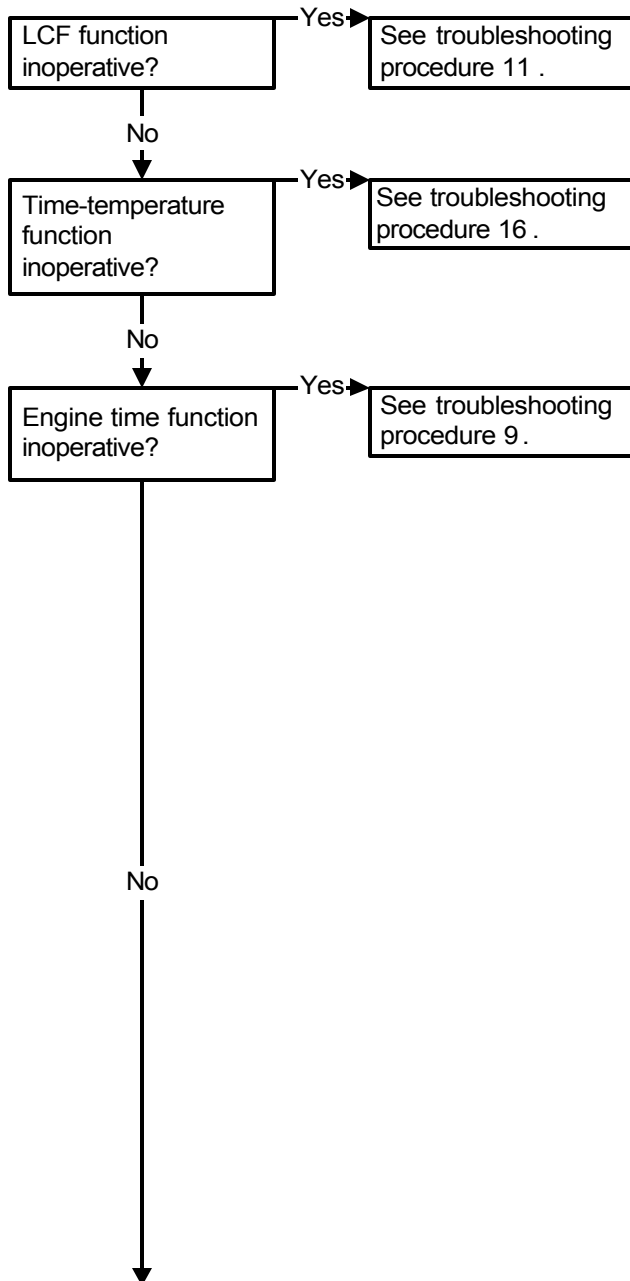 LCF function
inoperative?
Yes
See troubleshooting
procedure 11 .
No
Time-temperature
function
inoperative?
Yes
See troubleshooting
procedure 16 .
No
Engine time function
inoperative?
Yes
See troubleshooting
procedure 9 .
No